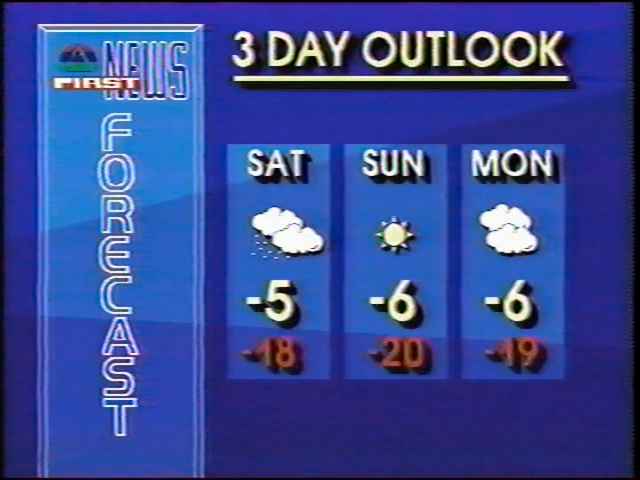 FIRST NEWS
FORECAST
3 DAY OUTLOOK
SAT SUN MON
-5 -6 -6
-18 -20 -19